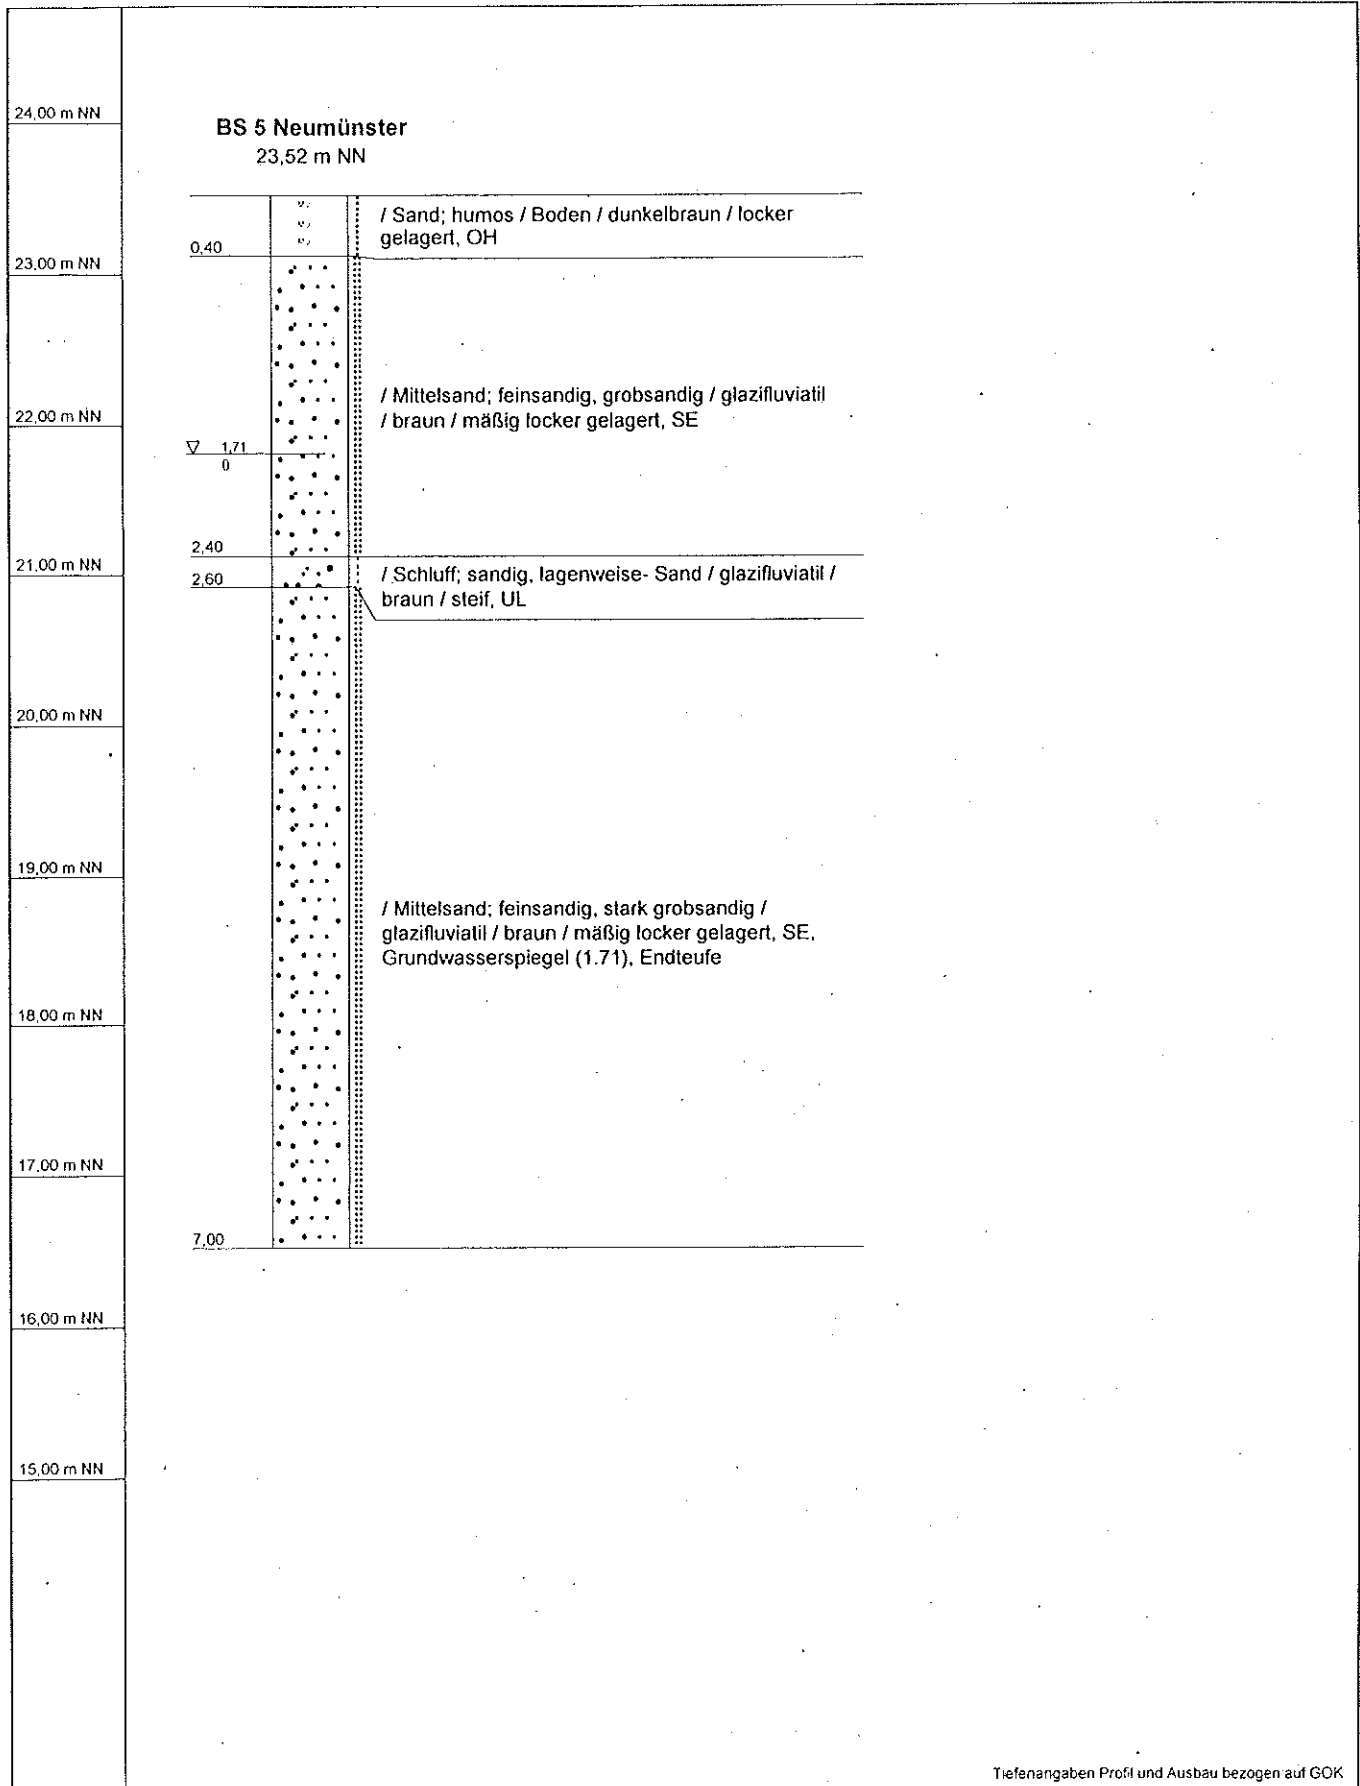 24,00 m NN
BS 5 Neumünster
23,52 m NN
/ Sand; humos / Boden / dunkelbraun / locker
gelagert, OH
0,40
23,00 m NN
/ Mittelsand; feinsandig, grobsandig / glazifluviatil
/ braun / mäßig locker gelagert, SE
22,00 m NN
1,71
0
2,40
21,00 m NN
2,60
/ Schluff; sandig, lagenweise- Sand / glazifluviatil /
braun / steif, UL
20,00 m NN
19,00 m NN
/ Mittelsand; feinsandig, stark grobsandig /
glazifluviatil / braun / mäßig locker gelagert, SE,
Grundwasserspiegel (1.71), Endteufe
18,00 m NN
17,00 m NN
7,00
16,00 m NN
15,00 m NN
Tiefenangaben Profil und Ausbau bezogen auf GOK